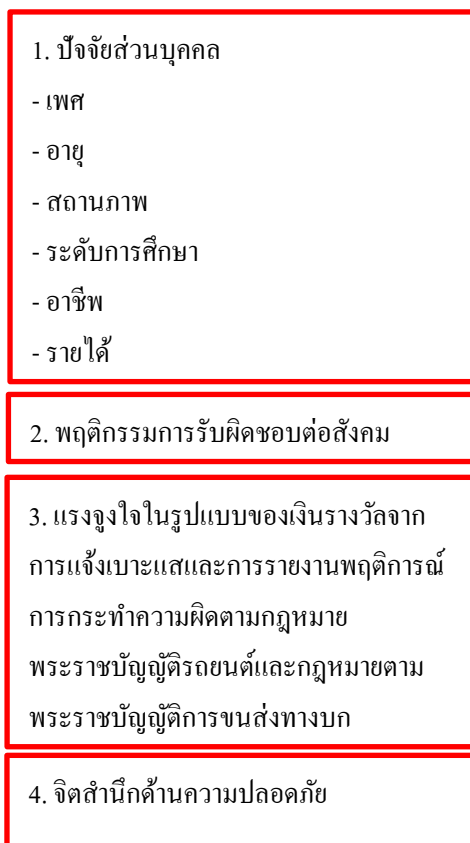 1. ปัจจัยส่วนบุคคล
- เพศ
- อายุ
- สถานภาพ
- ระดับการศึกษา
- อาชีพ
- รายได้
2. พฤติกรรมการรับผิดชอบต่อสังคม
3. แรงจูงใจในรูปแบบของเงินรางวัลจาก
การแจ้งเบาะแสและการรายงานพฤติการณ์
การกระทำความผิดตามกฎหมาย
พระราชบัญญัติรถยนต์และกฎหมายตาม
พระราชบัญญัติการขนส่งทางบก
4. จิตสำนึกด้านความปลอดภัย